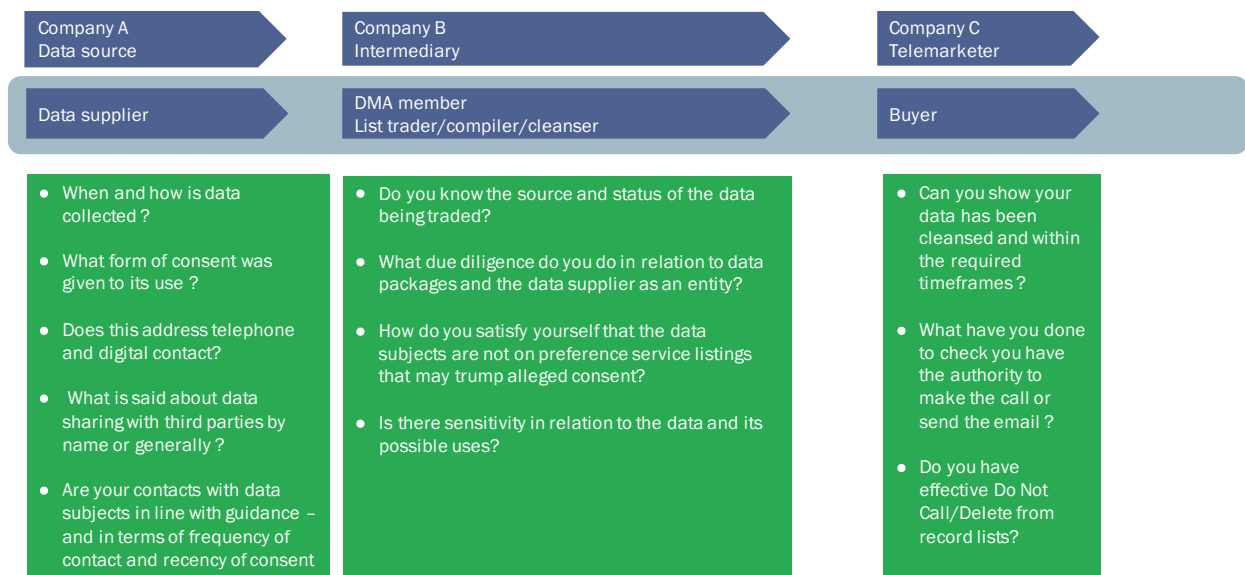 Company A
Data source
Company B
Intermediary
Company C
Telemarketer
Data supplier
DMA member
List trader/compiler/cleanser
Buyer
● When and how is data
collected ?
● What form of consent was
given to its use ?
● Does this address telephone
and digital contact?
● What is said about data
sharing with third parties by
name or generally ?
● Are your contacts with data
subjects in line with guidance –
and in terms of frequency of
contact and recency of consent
● Do you know the source and status of the data
being traded?
● What due diligence do you do in relation to data
packages and the data supplier as an entity?
● How do you satisfy yourself that the data
subjects are not on preference service listings
that may trump alleged consent?
● Is there sensitivity in relation to the data and its
possible uses?
● Can you show your
data has been
cleansed and within
the required
timeframes ?
● What have you done
to check you have
the authority to
make the call or
send the email ?
● Do you have
effective Do Not
Call/Delete from
record lists?